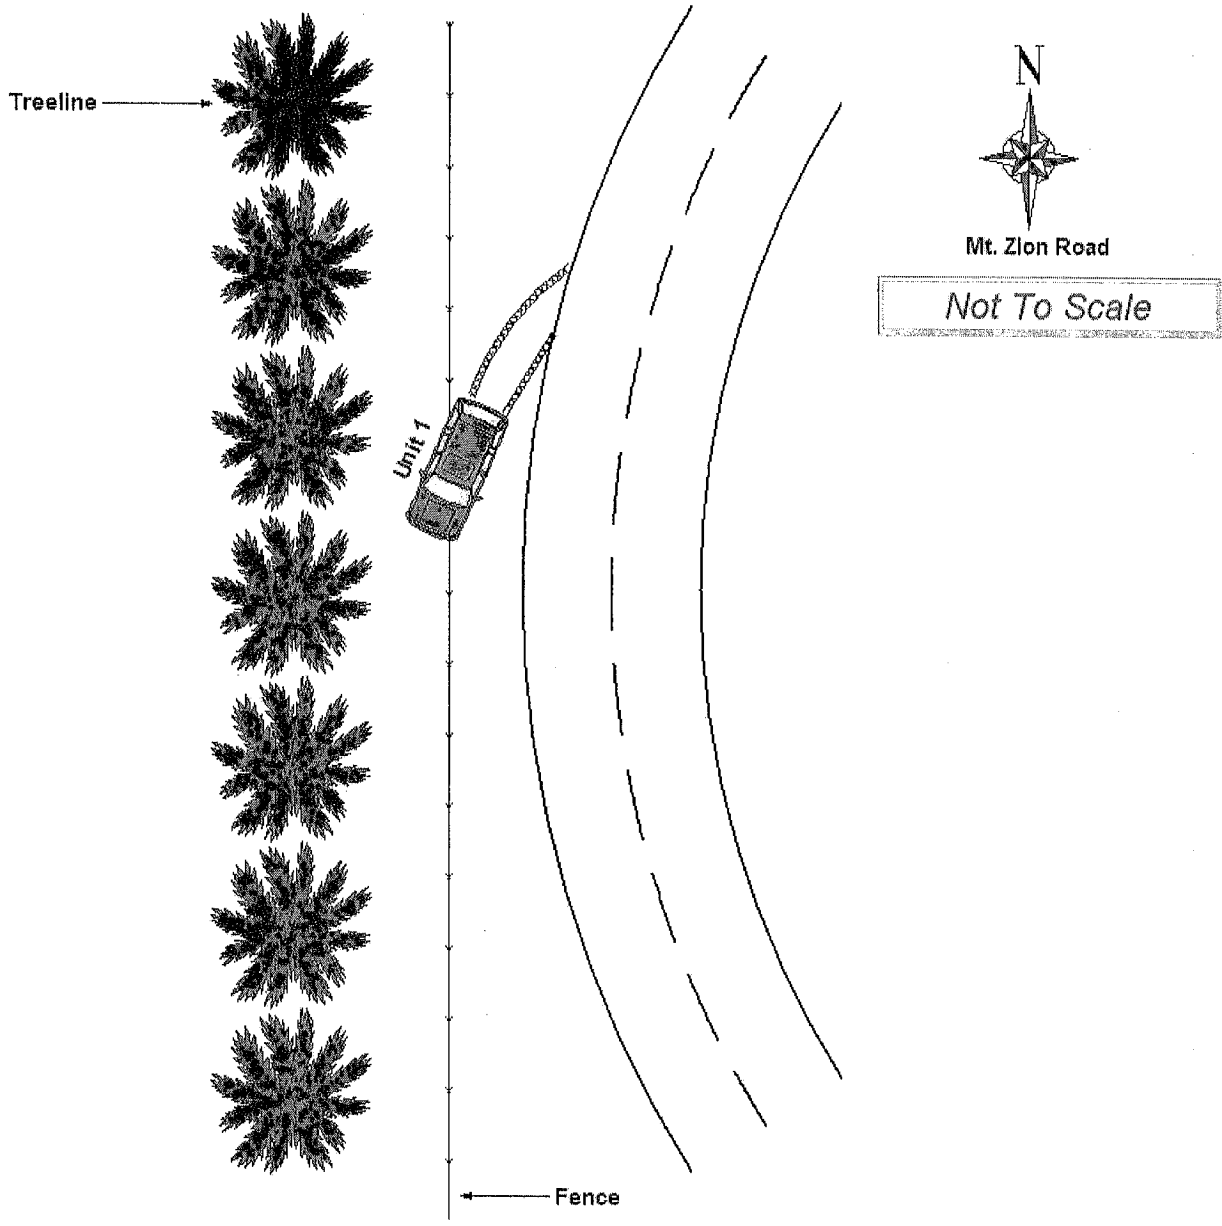 N
Treeline
Mt. Zion Road
Not To Scale
Unit 1
Fence